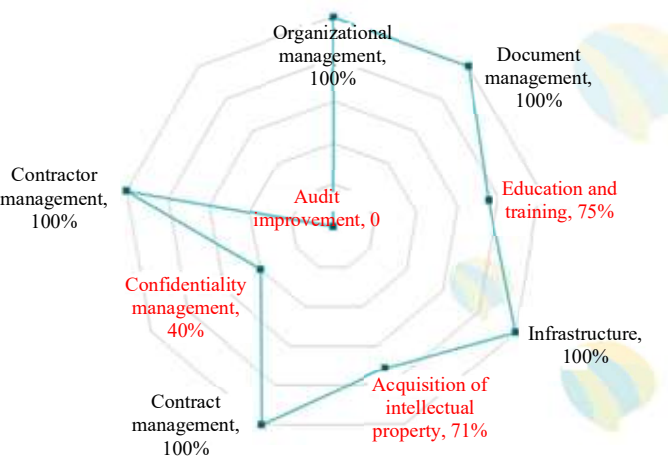 Organizational
management,
100%
Document
management,
100%
Education and
training, 75%
Infrastructure,
100%
Acquisition of
intellectual
property, 71%
Contract
management,
100%
Confidentiality
management,
40%
Contractor
management,
100%
Audit
improvement, 0